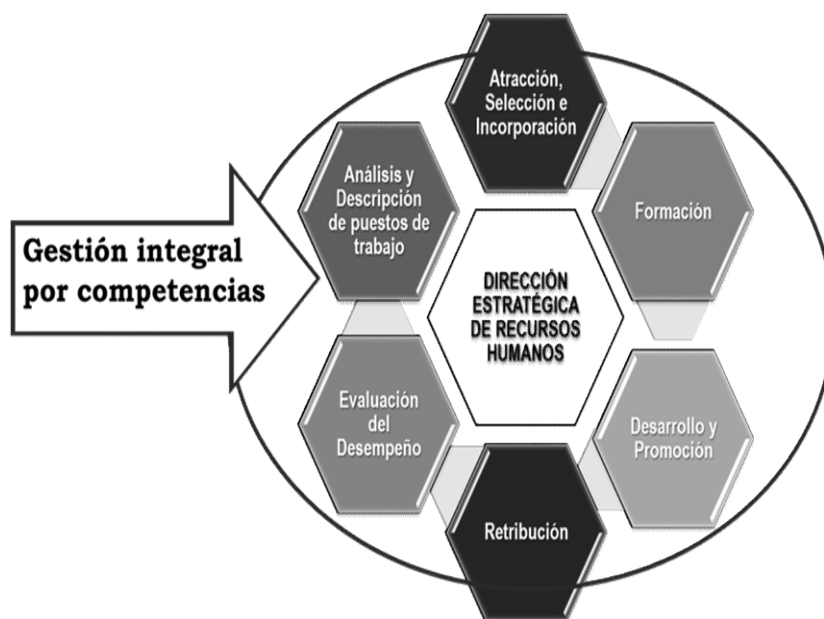 Atracción,
Selección e
Incorporación
Formación
Desarrollo y
Promoción
Retribución
Evaluación
del
Desempeño
Análisis y
Descripción
de puestos de
trabajo
Gestión integral
por competencias
DIRECCIÓN
ESTRATÉGICA
DE RECURSOS
HUMANOS